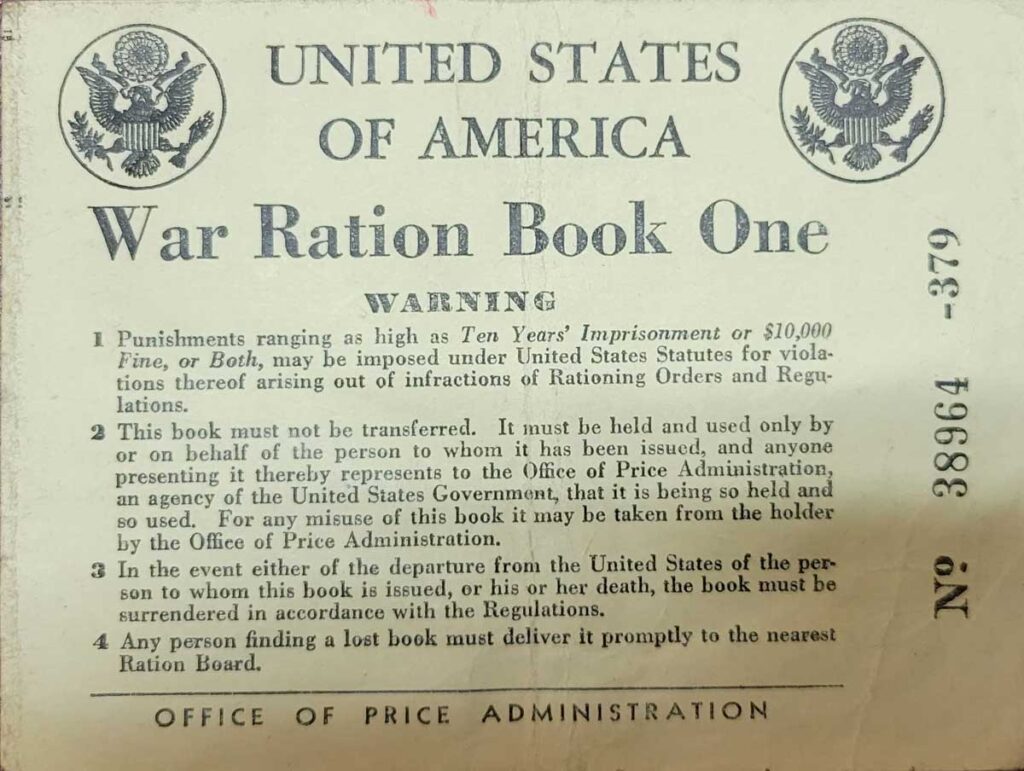 UNITED STATES
OF AMERICA
War Ration Book One
WARNING
1 Punishments ranging as high as Ten Years' Imprisonment or $10,000
Fine, or Both, may be imposed under United States Statutes for viola-
tions thereof arising out of infractions of Rationing Orders and Regu-
lations.
2 This book must not be transferred. It must be held and used only by
or on behalf of the person to whom it has been issued, and anyone
presenting it thereby represents to the Office of Price Administration,
an agency of the United States Government, that it is being so held and
so used. For any misuse of this book it may be taken from the holder
by the Office of Price Administration.
3 In the event either of the departure from the United States of the per-
son to whom this book is issued, or his or her death, the book must be
surrendered in accordance with the Regulations.
4 Any person finding a lost book must deliver it promptly to the nearest
Ration Board.
OFFICE OF PRICE ADMINISTRATION
Nº 38964 -379